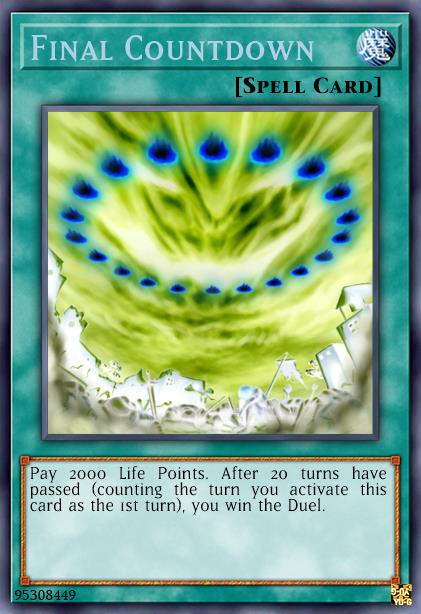 Final Countdown
魔
[Spell Card]
Pay 2000 Life Points. After 20 turns have
passed (counting the turn you activate this
card as the 1st turn), you win the Duel.
95308449